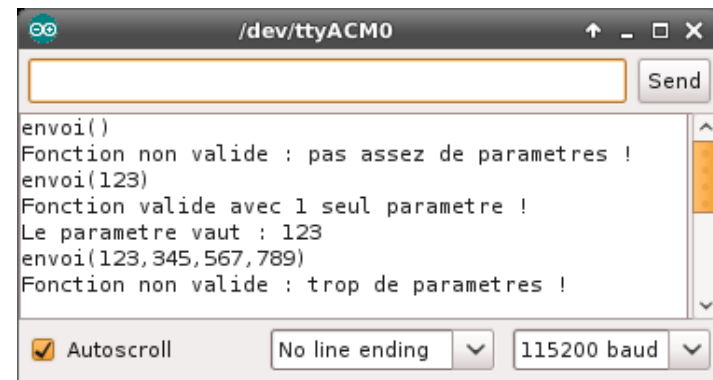 /dev/ttyACM0
Send
envoi()
Fonction non valide : pas assez de parametres !
envoi(123)
Fonction valide avec 1 seul parametre !
Le parametre vaut : 123
envoi(123,345,567,789)
Fonction non valide : trop de parametres !
Autoscroll No line ending 115200 baud